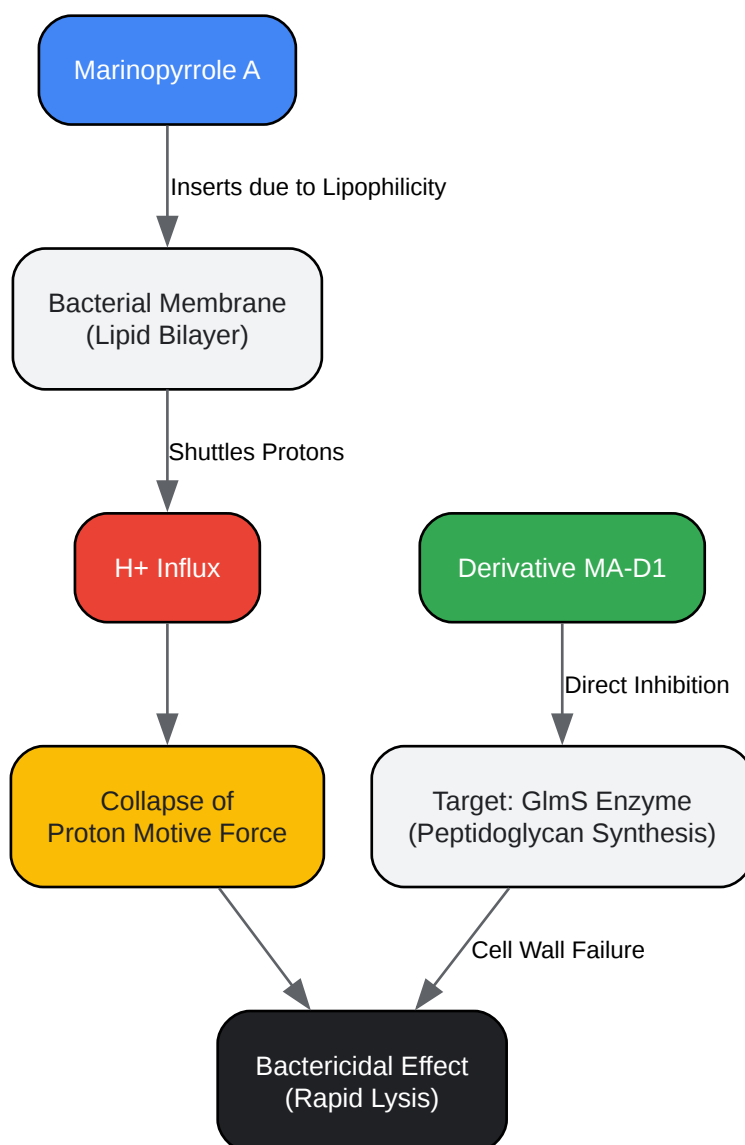 Marinopyrrole A
Inserts due to Lipophilicity
Bacterial Membrane
(Lipid Bilayer)
Shuttles Protons
H+ Influx
Derivative MA-D1
Direct Inhibition
Collapse of
Proton Motive Force
Target: GlmS Enzyme
(Peptidoglycan Synthesis)
Cell Wall Failure
Bactericidal Effect
(Rapid Lysis)